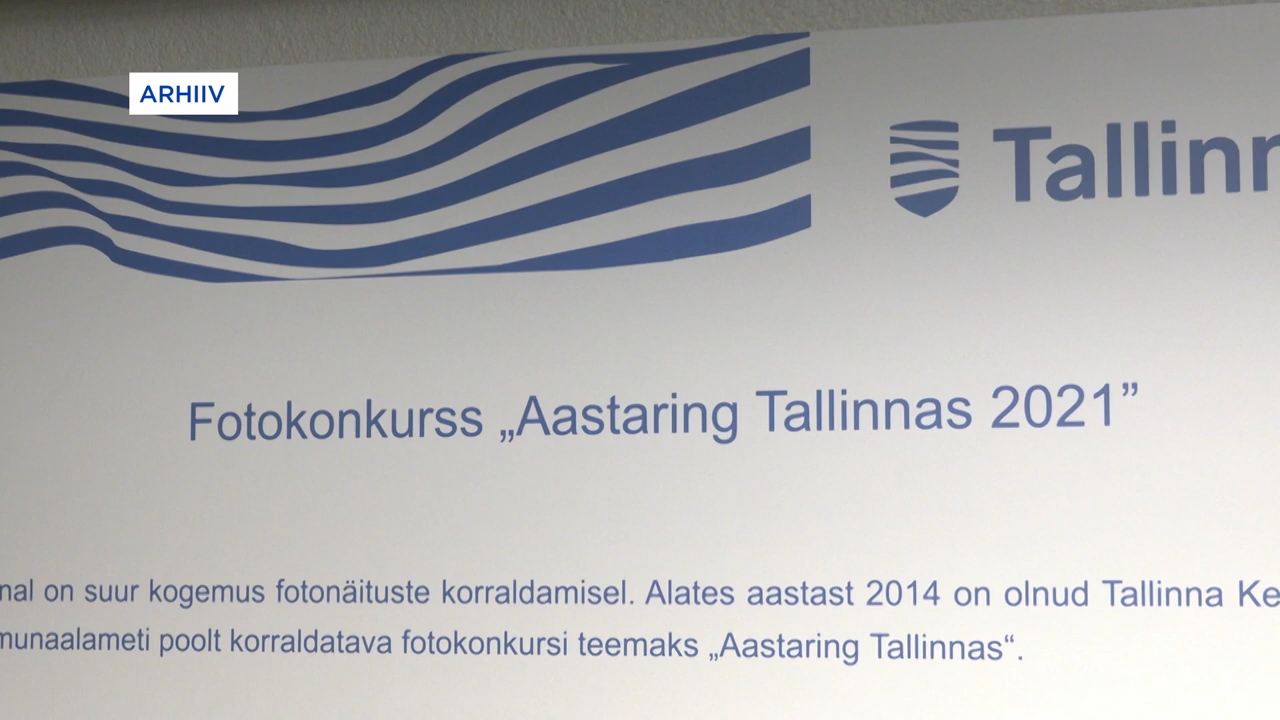 ARHIIV
Tallinn
Fotokonkurss „Aastaring Tallinnas 2021”
nal on suur kogemus fotonäituste korraldamisel. Alates aastast 2014 on olnud Tallinna Ke
munaalameti poolt korraldatava fotokonkursi teemaks „Aastaring Tallinnas“.